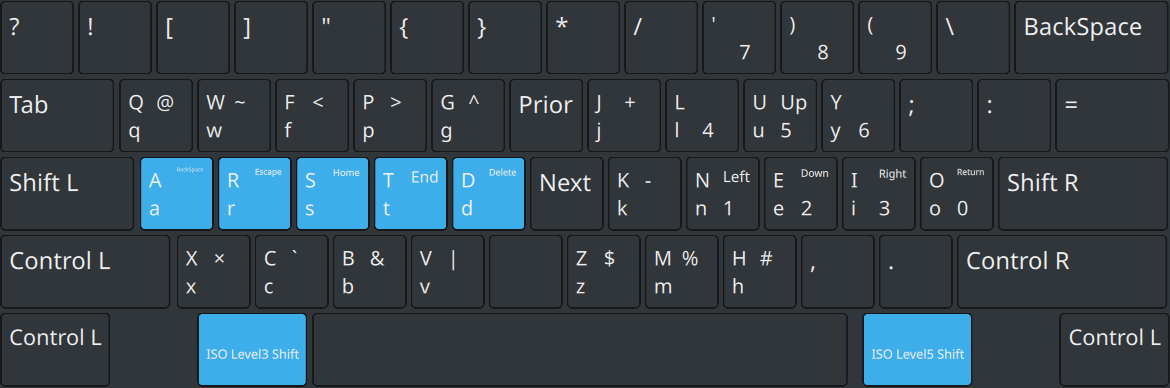 ? ! [ ] " { } * / ' 7 ) 8 ( 9 \ BackSpace
Tab Q @ W ~ F < P > G ^ Prior J + L U Up Y ; : =
q w f p g j l 4 u 5 y 6
Shift L A BackSpace R Escape S Home T End D Delete Next K - N Left E Down I Right O Return Shift R
a r s t d k n 1 e 2 i 3 o 0
Control L X × C ` B & V | Z $ M % H # , . Control R
x c b v z m h
Control L ISO Level3 Shift ISO Level5 Shift Control L